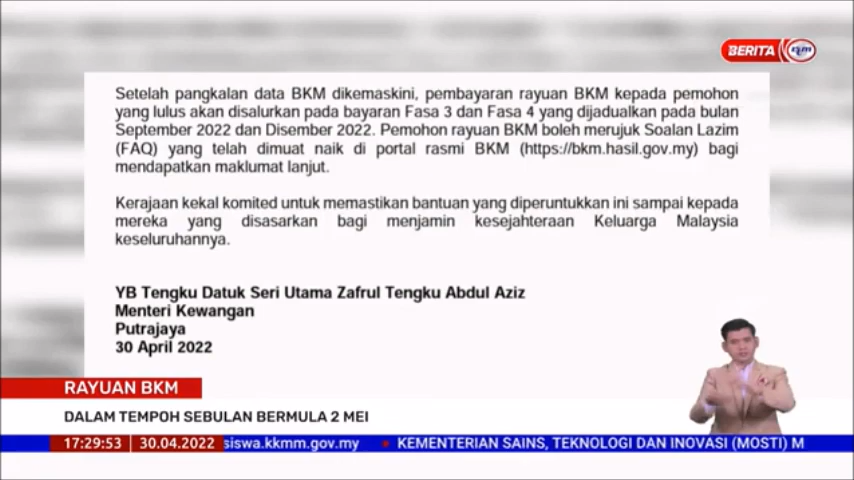 BERITA rtm
Setelah pangkalan data BKM dikemaskini, pembayaran rayuan BKM kepada pemohon
yang lulus akan disalurkan pada bayaran Fasa 3 dan Fasa 4 yang dijadualkan pada bulan
September 2022 dan Disember 2022. Pemohon rayuan BKM boleh merujuk Soalan Lazim
(FAQ) yang telah dimuat naik di portal rasmi BKM (https://bkm.hasil.gov.my) bagi
mendapatkan maklumat lanjut.
Kerajaan kekal komited untuk memastikan bantuan yang diperuntukkan ini sampai kepada
mereka yang disasarkan bagi menjamin kesejahteraan Keluarga Malaysia
keseluruhannya.
YB Tengku Datuk Seri Utama Zafrul Tengku Abdul Aziz
Menteri Kewangan
Putrajaya
30 April 2022
RAYUAN BKM
DALAM TEMPOH SEBULAN BERMULA 2 MEI
17:29:53 30.04.2022 siswa.kkmm.gov.my • KEMENTERIAN SAINS, TEKNOLOGI DAN INOVASI (MOSTI) M